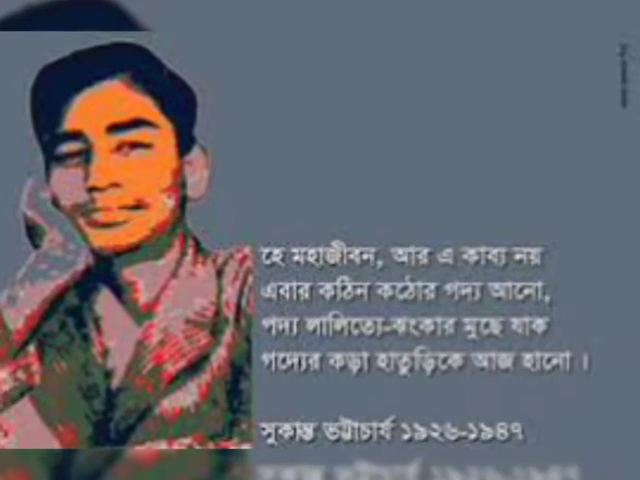 হে মহাজীবন, আর এ কাব্য নয়
এবার কঠিন কঠোর গদ্য আনো,
পদ্য লালিত্যে-ঝংকার মুছে যাক
গদ্যের কড়া হাতুড়িকে আজ হানো ।
সুকান্ত ভট্টাচার্য ১৯২৬-১৯৪৭